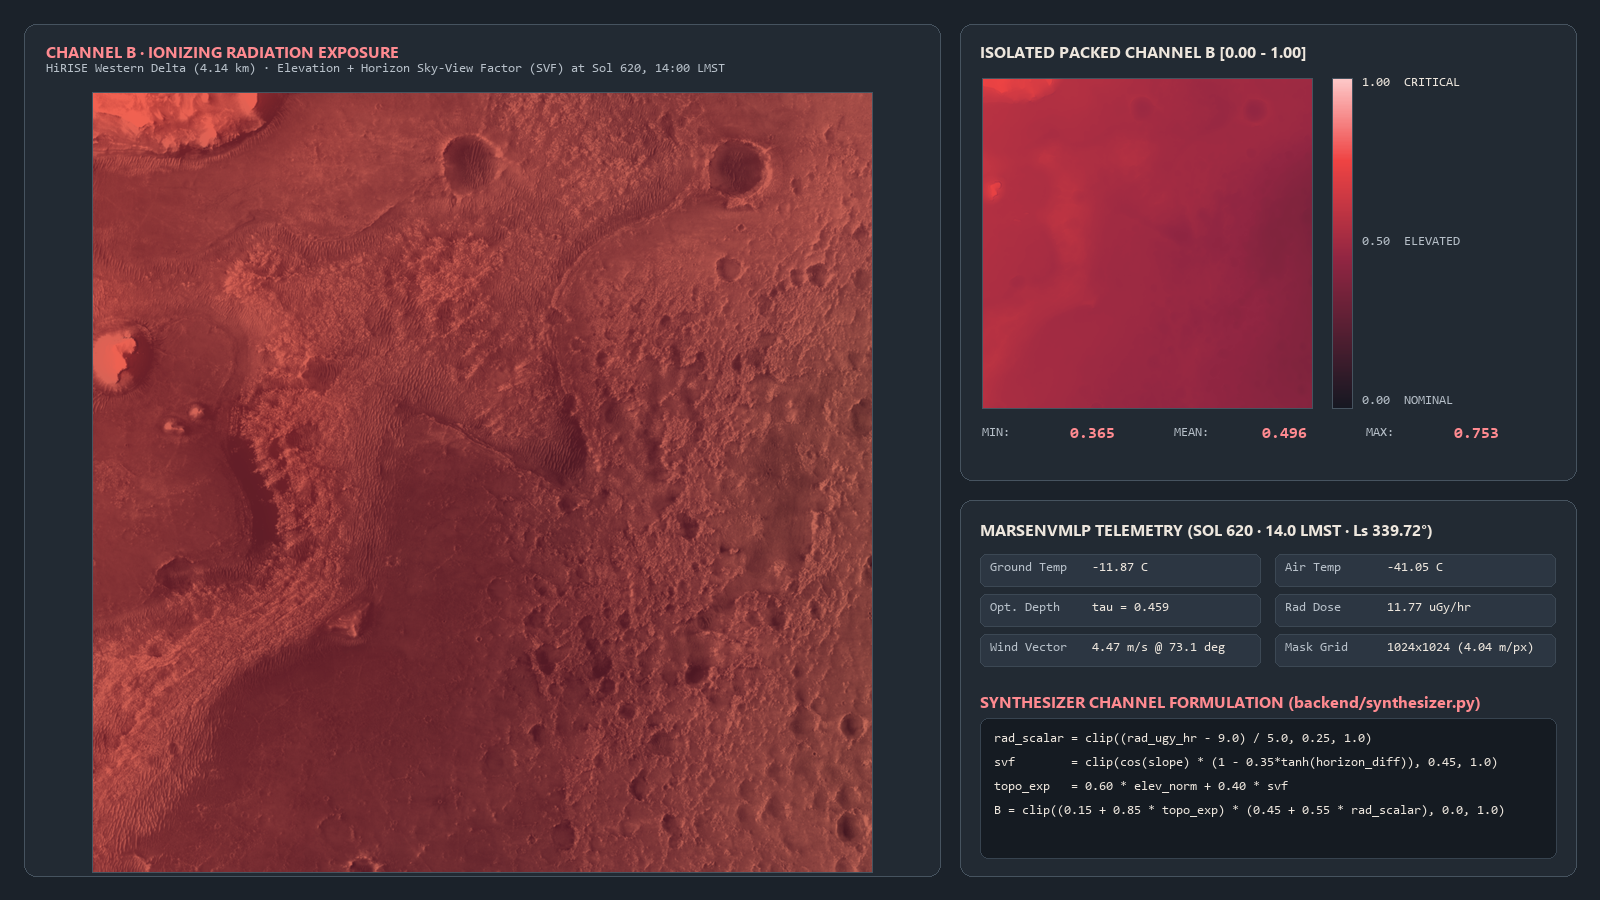 CHANNEL B · IONIZING RADIATION EXPOSURE
HiRISE Western Delta (4.14 km) · Elevation + Horizon Sky-View Factor (SVF) at Sol 620, 14:00 LMST
ISOLATED PACKED CHANNEL B [0.00 - 1.00]
1.00 CRITICAL
0.50 ELEVATED
0.00 NOMINAL
MIN: 0.365 MEAN: 0.496 MAX: 0.753
MARSENVMLP TELEMETRY (SOL 620 · 14.0 LMST · Ls 339.72°)
Ground Temp -11.87 C
Air Temp -41.05 C
Opt. Depth tau = 0.459
Rad Dose 11.77 uGy/hr
Wind Vector 4.47 m/s @ 73.1 deg
Mask Grid 1024x1024 (4.04 m/px)
SYNTHESIZER CHANNEL FORMULATION (backend/synthesizer.py)
rad_scalar = clip((rad_ugy_hr - 9.0) / 5.0, 0.25, 1.0)
svf = clip(cos(slope) * (1 - 0.35*tanh(horizon_diff)), 0.45, 1.0)
topo_exp = 0.60 * elev_norm + 0.40 * svf
B = clip((0.15 + 0.85 * topo_exp) * (0.45 + 0.55 * rad_scalar), 0.0, 1.0)